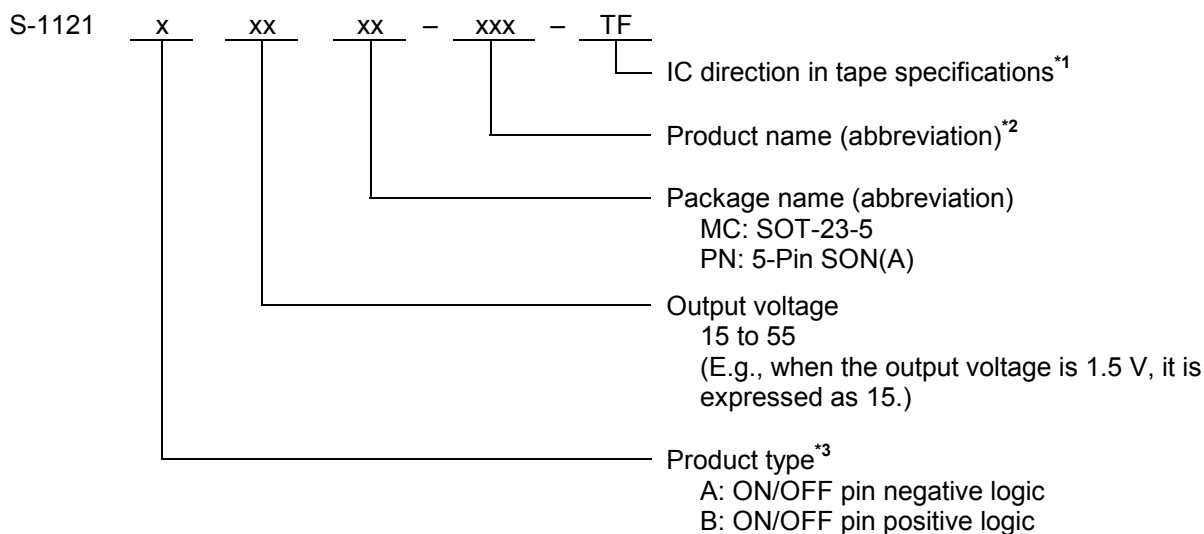 S-1121 x xx xx – xxx – TF
IC direction in tape specifications*1
Product name (abbreviation)*2
Package name (abbreviation)
MC: SOT-23-5
PN: 5-Pin SON(A)
Output voltage
15 to 55
(E.g., when the output voltage is 1.5 V, it is
expressed as 15.)
Product type*3
A: ON/OFF pin negative logic
B: ON/OFF pin positive logic